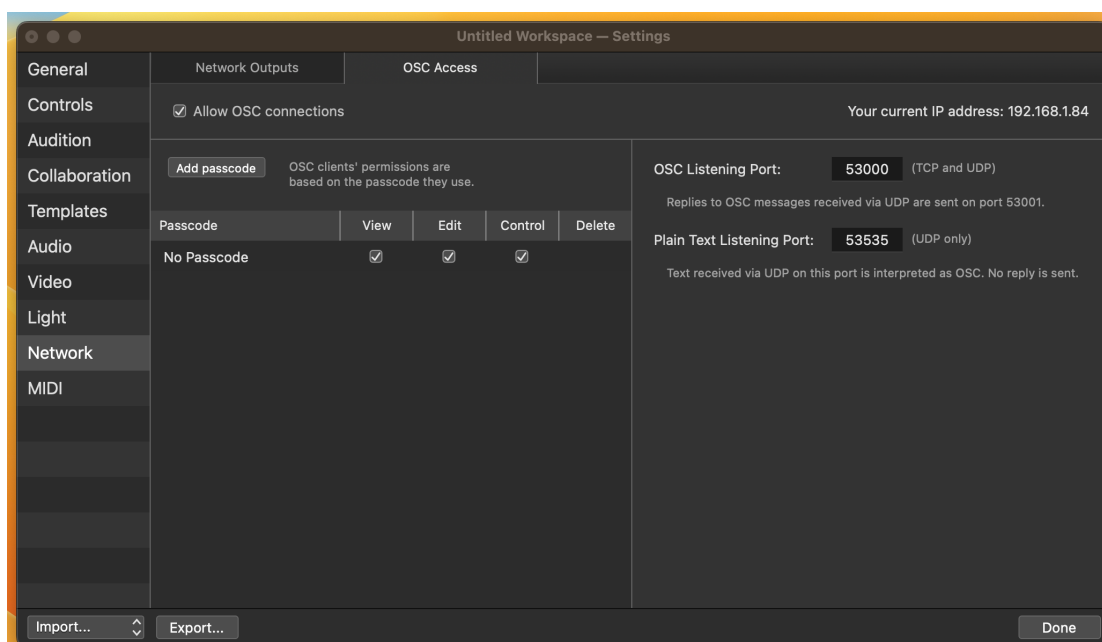 Untitled Workspace — Settings
General
Controls
Audition
Collaboration
Templates
Audio
Video
Light
Network
MIDI
Network Outputs
OSC Access
Allow OSC connections
Your current IP address: 192.168.1.84
Add passcode
OSC clients' permissions are
based on the passcode they use.
Passcode View Edit Control Delete
No Passcode
OSC Listening Port: 53000 (TCP and UDP)
Replies to OSC messages received via UDP are sent on port 53001.
Plain Text Listening Port: 53535 (UDP only)
Text received via UDP on this port is interpreted as OSC. No reply is sent.
Import...
Export...
Done